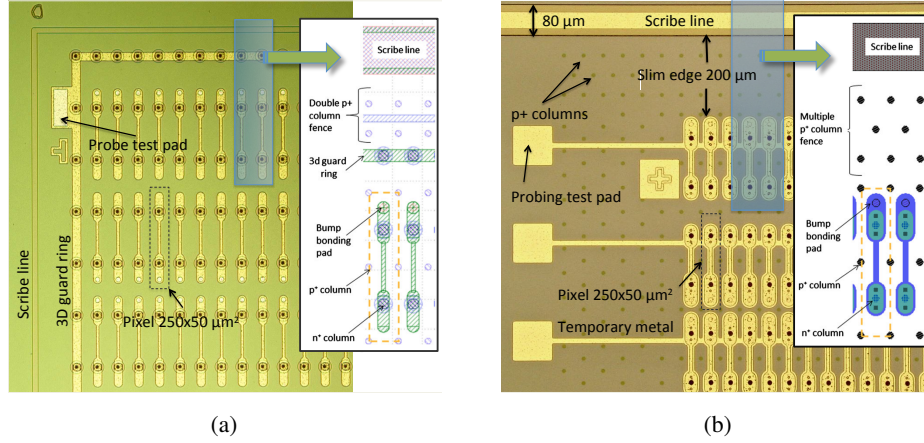 Probe test pad
Pixel 250x50 µm²
Scribe line
3D guard ring
Scribe line
Double p+
column
fence
3d guard
ring
Bump
bonding
pad
p⁺ column
n⁺ column
(a)
80 µm
Scribe line
Slim edge 200 µm
p+ columns
Probing test pad
Pixel 250x50 µm²
Temporary metal
Scribe line
Multiple
p⁺ column
fence
Bump
bonding
pad
p⁺ column
n⁺ column
(b)